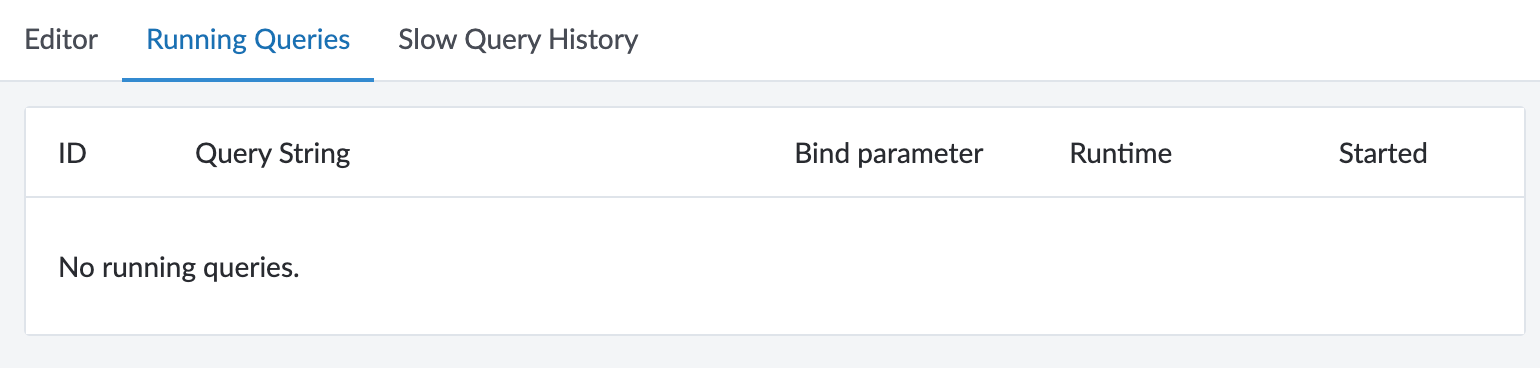 Editor Running Queries Slow Query History
ID Query String Bind parameter Runtime Started
No running queries.